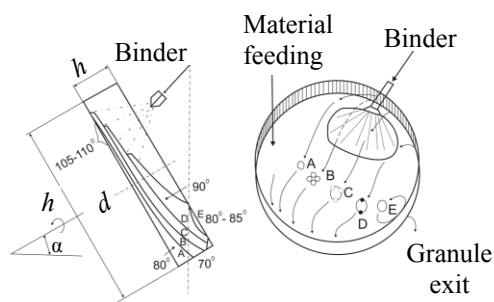 h
Binder
105-110°
h
d
α
90°
E
D
C
B
A
80°- 85°
80°
70°
Material
feeding
Binder
A
B
C
D
E
Granule
exit